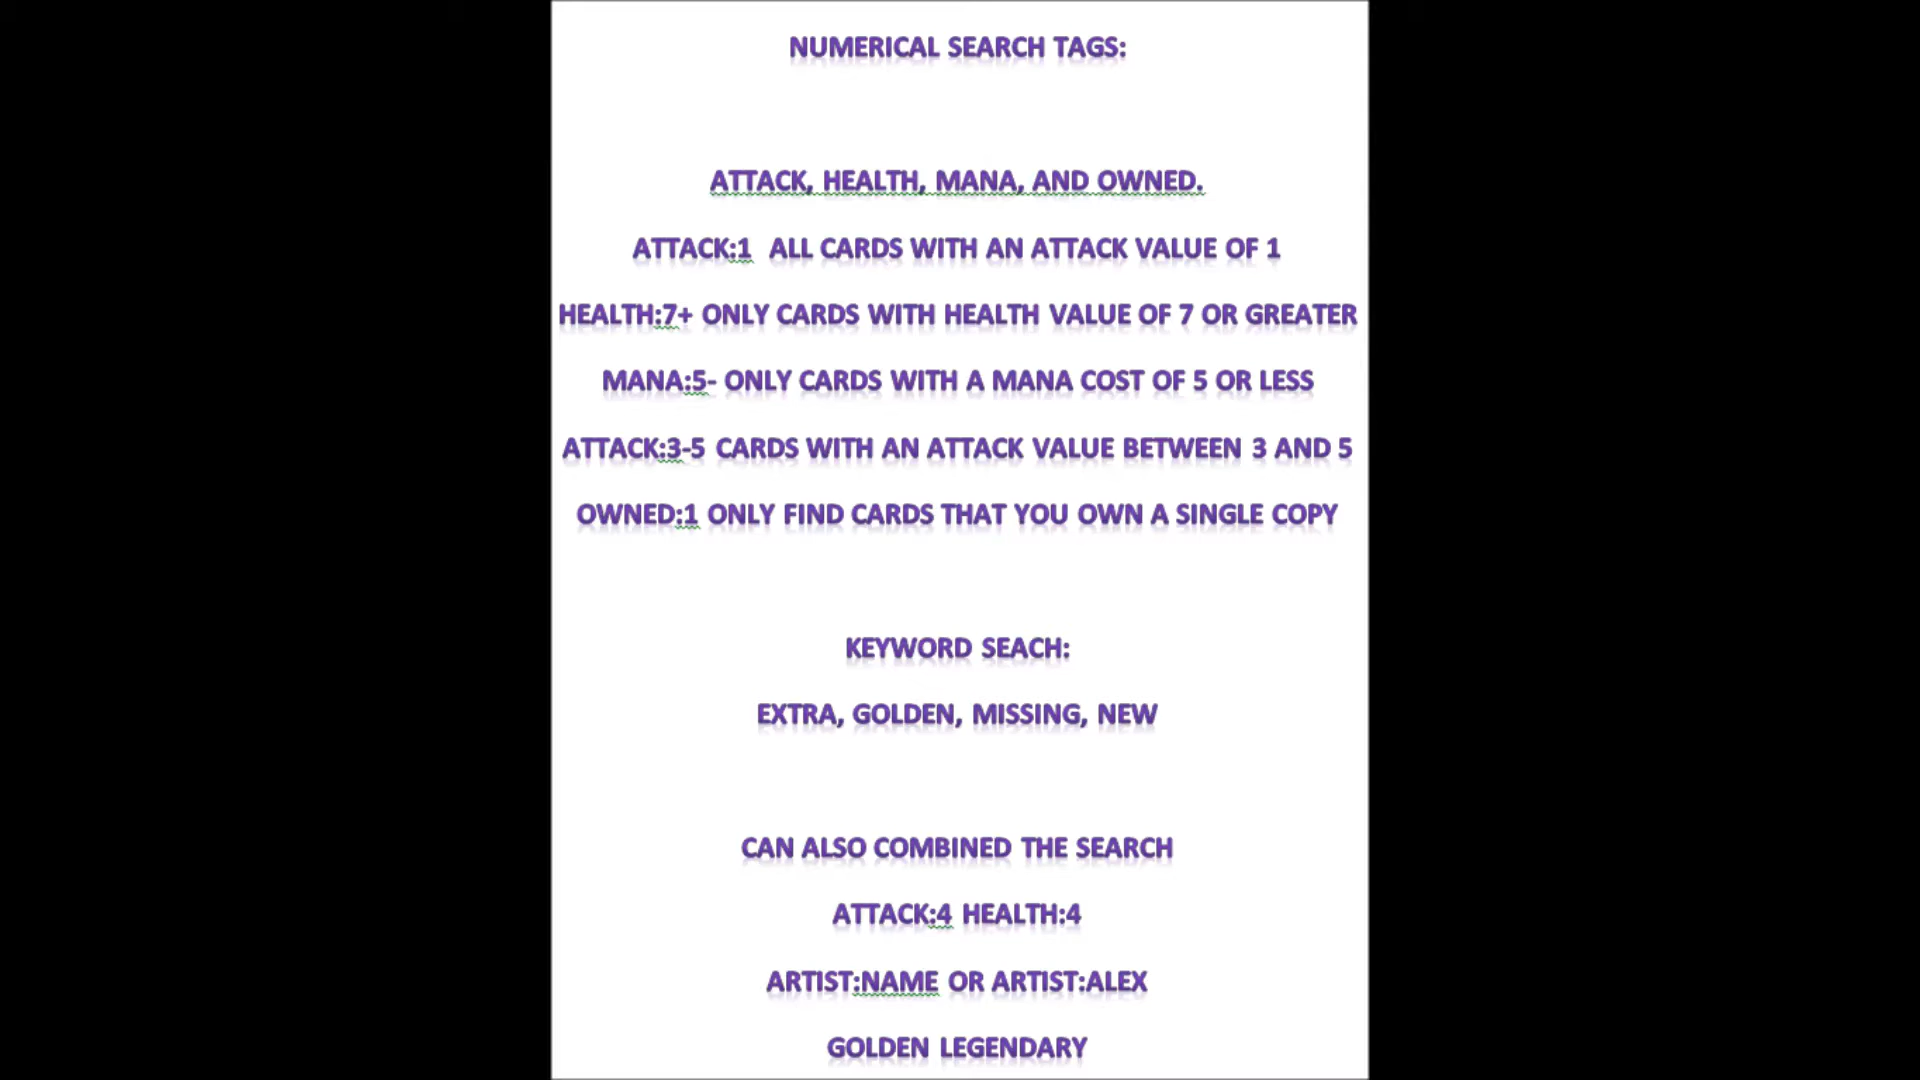 NUMERICAL SEARCH TAGS:
ATTACK, HEALTH, MANA, AND OWNED.
ATTACK:1 ALL CARDS WITH AN ATTACK VALUE OF 1
HEALTH:7+ ONLY CARDS WITH HEALTH VALUE OF 7 OR GREATER
MANA:5- ONLY CARDS WITH A MANA COST OF 5 OR LESS
ATTACK:3-5 CARDS WITH AN ATTACK VALUE BETWEEN 3 AND 5
OWNED:1 ONLY FIND CARDS THAT YOU OWN A SINGLE COPY
KEYWORD SEACH:
EXTRA, GOLDEN, MISSING, NEW
CAN ALSO COMBINED THE SEARCH
ATTACK:4 HEALTH:4
ARTIST:NAME OR ARTIST:ALEX
GOLDEN LEGENDARY